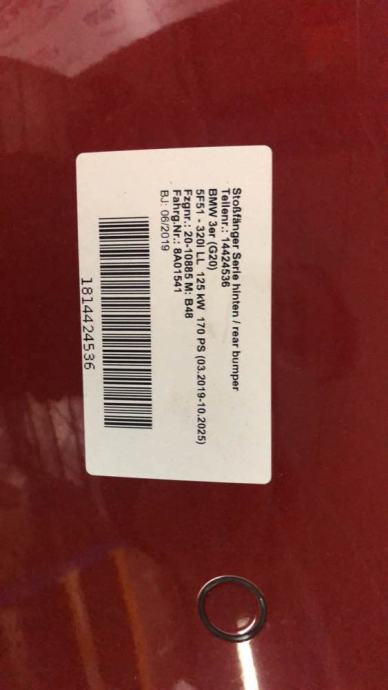 Stoßfänger Serie hinten / rear bumper
Teilenr.: 14424536
BMW 3er (G20)
5F51 - 320i LL 125 kW 170 PS (03.2019-10.2025)
Fzgnr.: 20-10885 M: B48
Fahrg.Nr.: 8A01541
BJ: 06/2019
1814424536